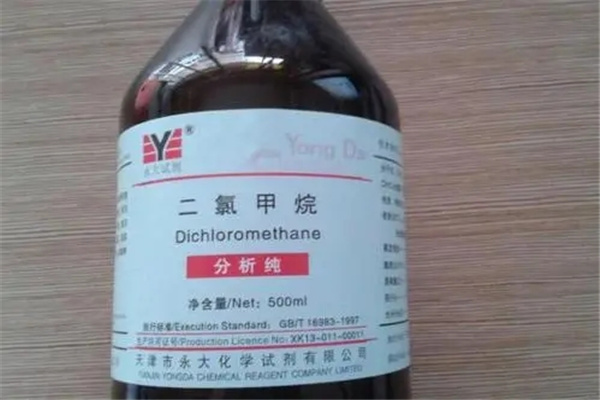 Y®
永大试剂
Yong Da
二氯甲烷
Dichloromethane
分析纯
净含量/Net: 500ml
执行标准/Execution Standard: GB/T 16983-1997
生产许可证号/Production Licence No: XK13-011-00011
天津市永大化学试剂有限公司
TIANJIN YONGDA CHEMICAL REAGENT COMPANY LIMITED